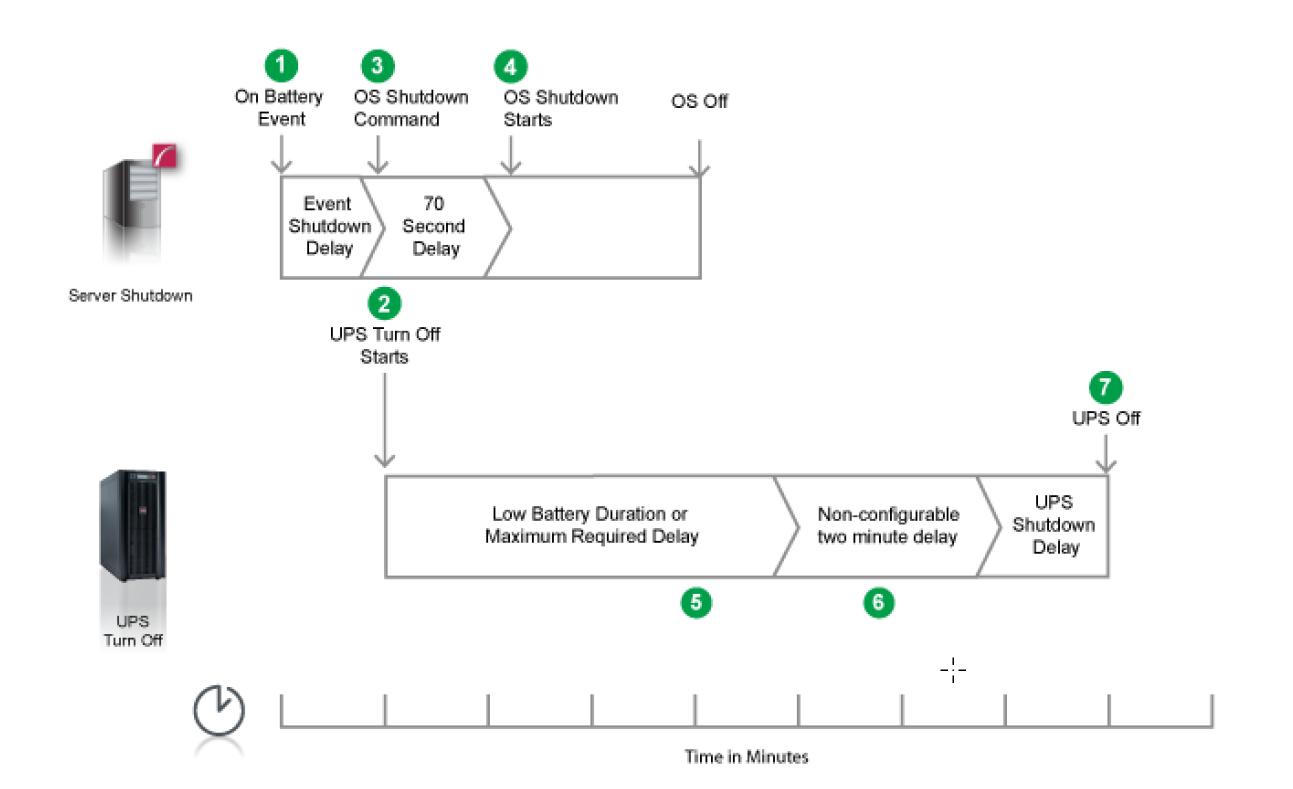 1
On Battery
Event
3
OS Shutdown
Command
4
OS Shutdown
Starts
OS Off
Event
Shutdown
Delay
70
Second
Delay
Server Shutdown
2
UPS Turn Off
Starts
7
UPS Off
Low Battery Duration or
Maximum Required Delay
Non-configurable
two minute delay
UPS
Shutdown
Delay
5
6
UPS
Turn Off
Time in Minutes